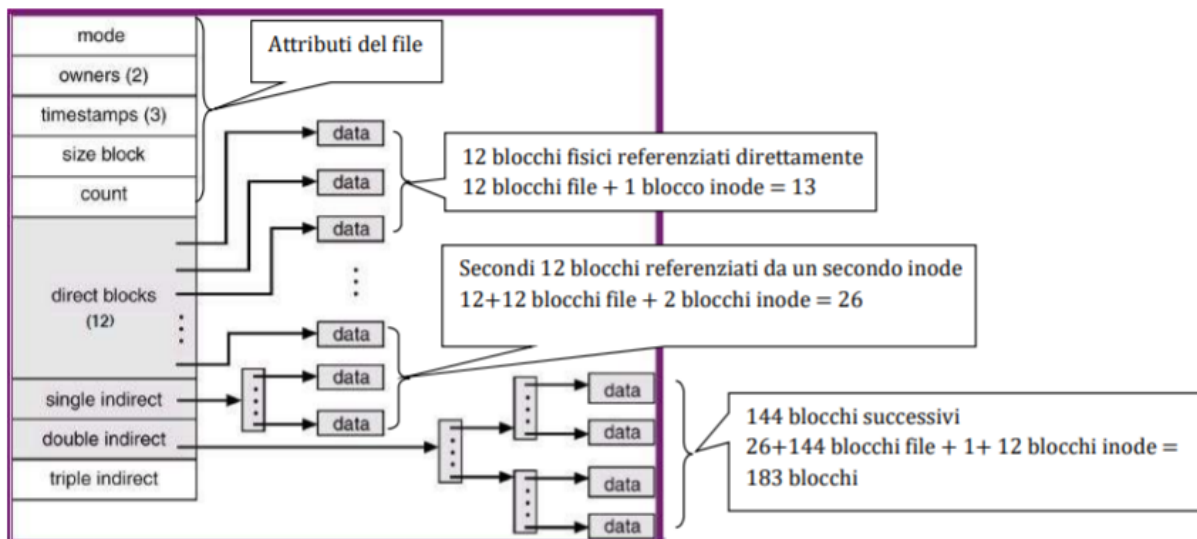 mode
owners (2)
timestamps (3)
size block
count
direct blocks
(12)
single indirect
double indirect
triple indirect
Attributi del file
data
data
data
12 blocchi fisici referenziati direttamente
12 blocchi file + 1 blocco inode = 13
Secondi 12 blocchi referenziati da un secondo inode
12+12 blocchi file + 2 blocchi inode = 26
data
data
data
data
data
data
data
144 blocchi successivi
26+144 blocchi file + 1+ 12 blocchi inode =
183 blocchi